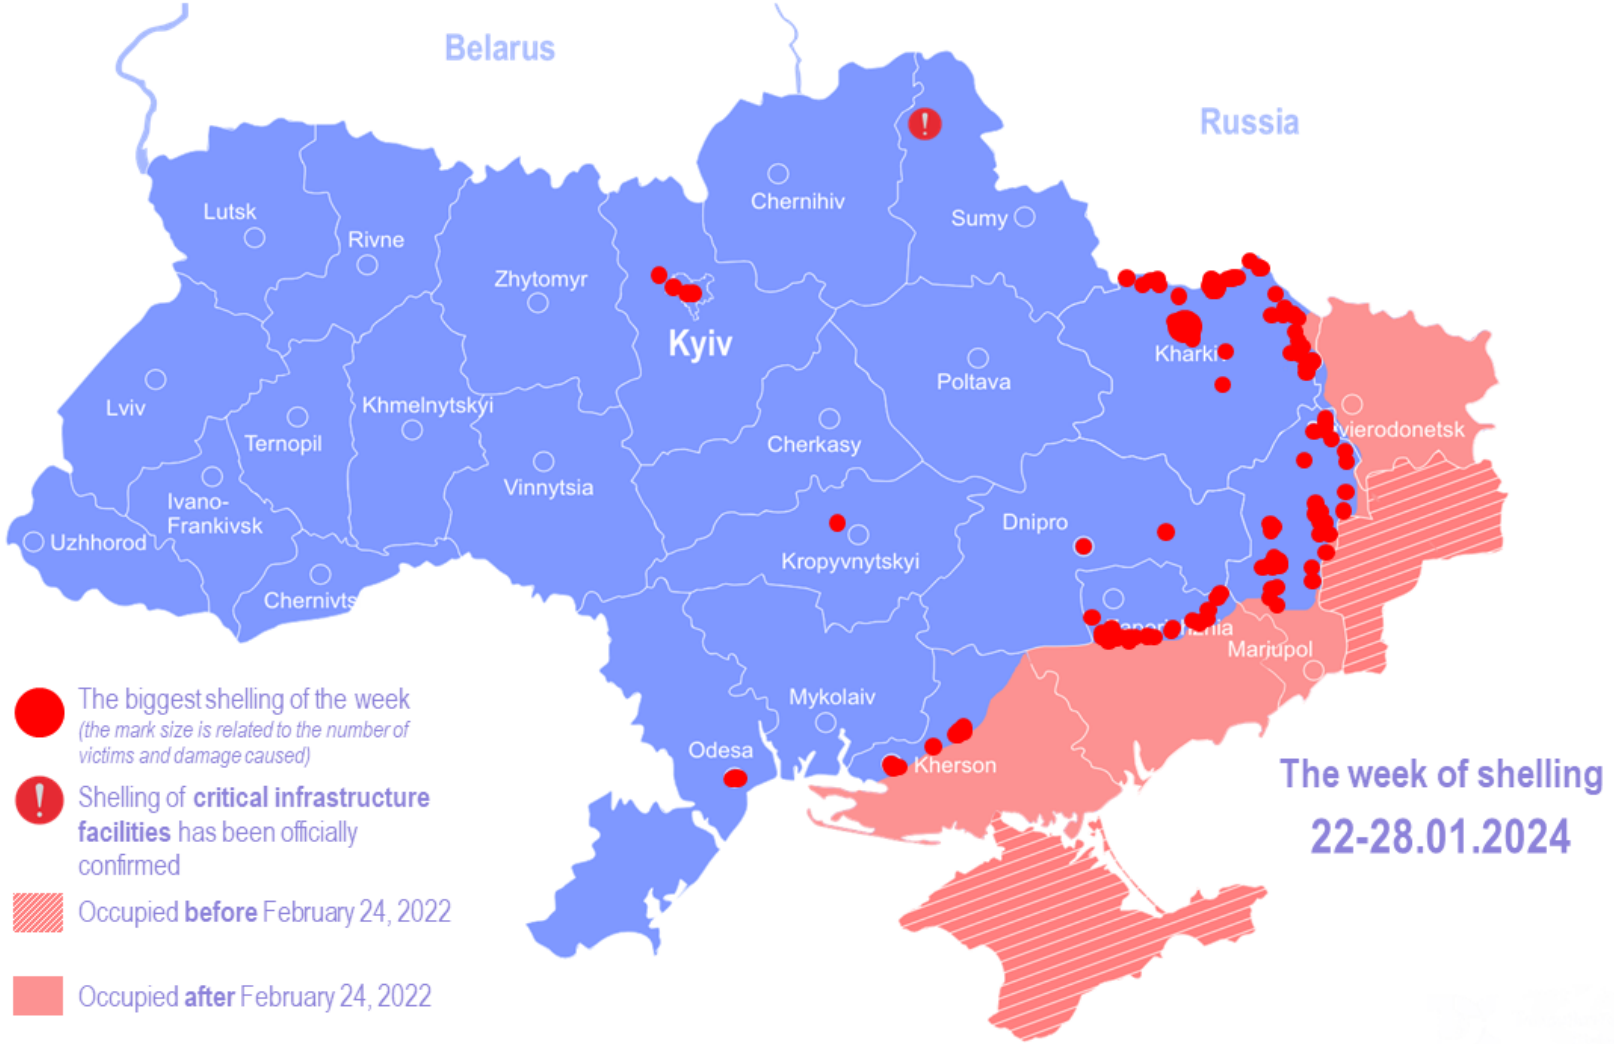 Belarus
Russia
Lutsk
Rivne
Zhytomyr
Chernihiv
Sumy
Kyiv
Lviv
Ternopil
Khmelnytskyi
Vinnytsia
Cherkasy
Poltava
Ivano-
Frankivsk
Uzhhorod
Dnipro
Kropyvnytskyi
Mykolaiv
Mariupol
Odesa
Kherson
The biggest shelling of the week
(the mark size is related to the number of
victims and damage caused)
! Shelling of critical infrastructure
facilities has been officially
confirmed
Occupied before February 24, 2022
Occupied after February 24, 2022
The week of shelling
22-28.01.2024